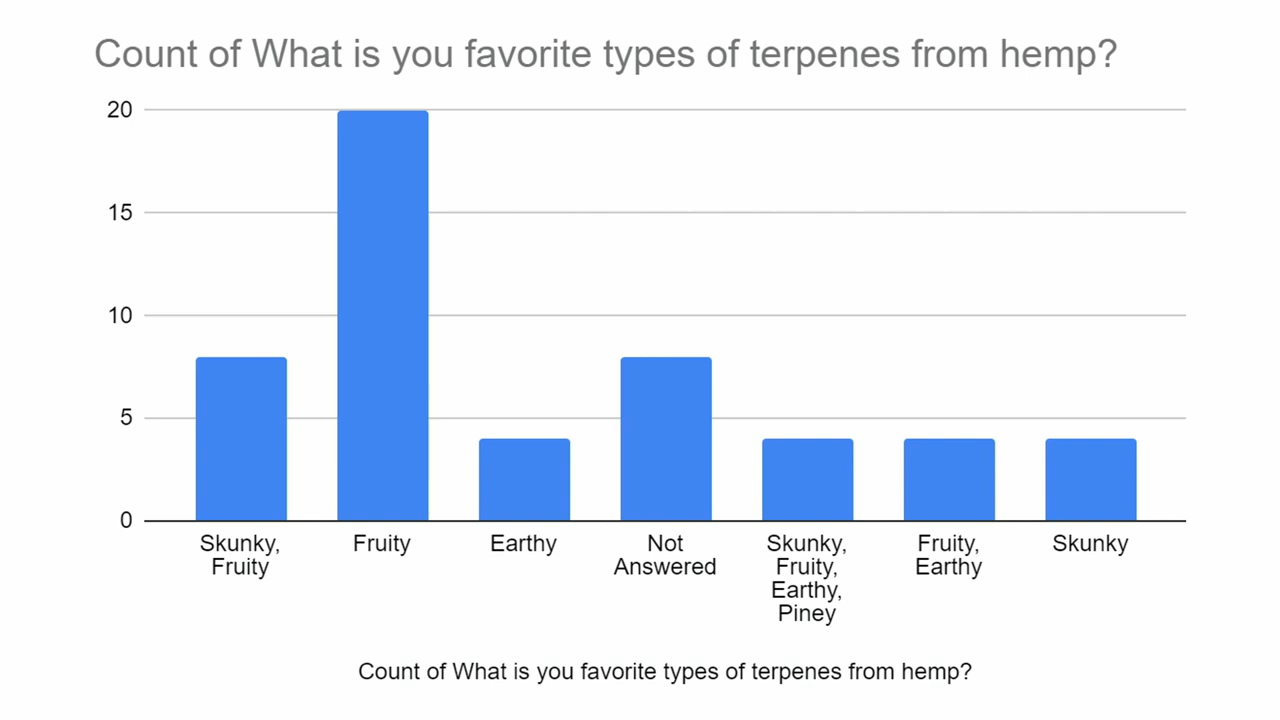 Count of What is you favorite types of terpenes from hemp?
20
15
10
5
0
Skunky,
Fruity
Fruity
Earthy
Not
Answered
Skunky,
Fruity,
Earthy,
Piney
Fruity,
Earthy
Skunky
Count of What is you favorite types of terpenes from hemp?